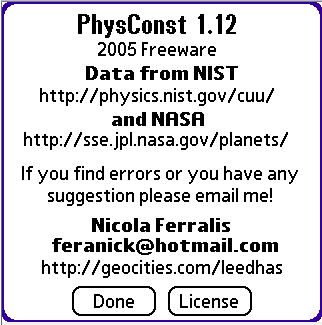 PhysConst 1.12
2005 Freeware
Data from NIST
http://physics.nist.gov/cuu/
and NASA
http://sse.jpl.nasa.gov/planets/
If you find errors or you have any
suggestion please email me!
Nicola Ferralis
feranick@hotmail.com
http://geocities.com/leedhas
Done License